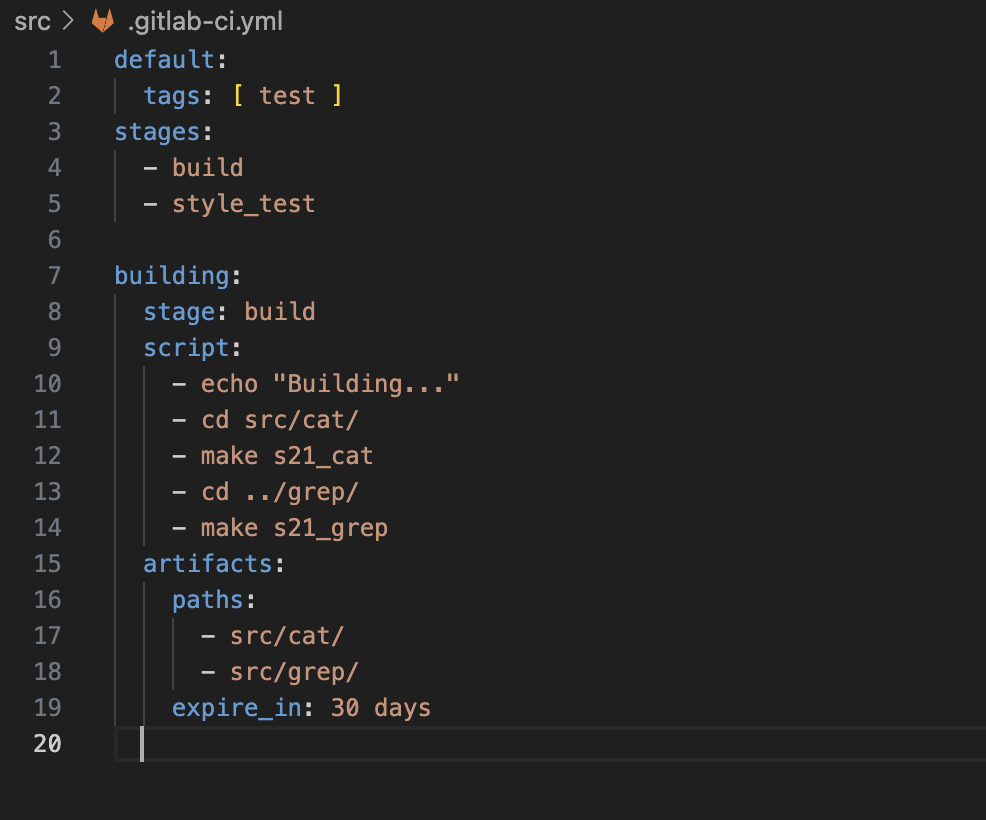 src > .gitlab-ci.yml
1 default:
2 tags: [ test ]
3 stages:
4 - build
5 - style_test
6
7 building:
8 stage: build
9 script:
10 - echo "Building..."
11 - cd src/cat/
12 - make s21_cat
13 - cd ../grep/
14 - make s21_grep
15 artifacts:
16 paths:
17 - src/cat/
18 - src/grep/
19 expire_in: 30 days
20